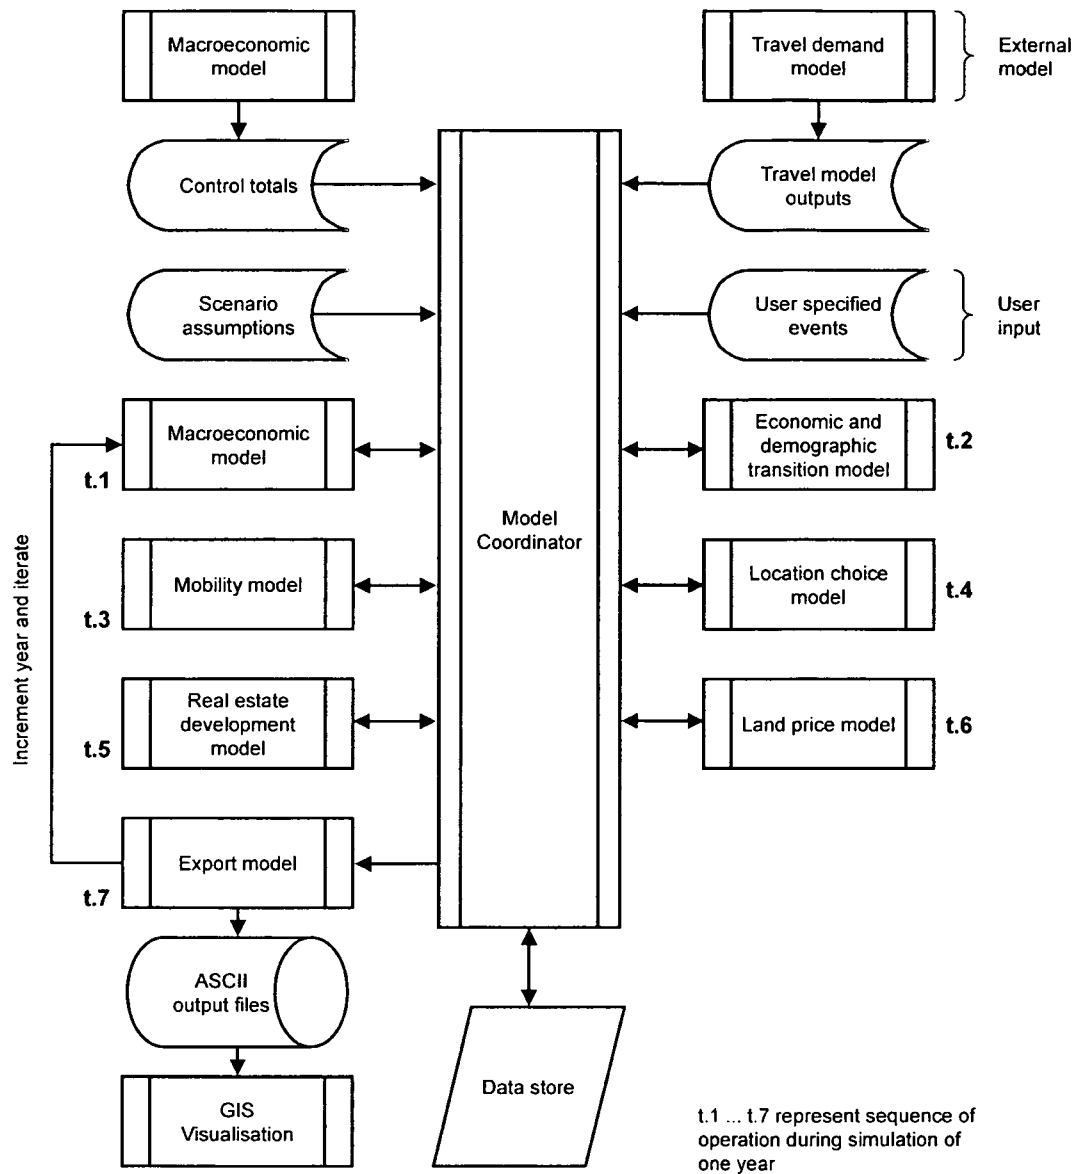 Macroeconomic
model
Travel demand
model
External
model
Control totals
Travel model
outputs
Scenario
assumptions
User specified
events
User
input
Macroeconomic
model
t.1
Economic and
demographic
transition model
t.2
Model
Coordinator
Mobility model
t.3
Location choice
model
t.4
Increment year and iterate
Real estate
development
model
t.5
Land price model
t.6
Export model
t.7
ASCII
output files
Data store
GIS
Visualisation
t.1 ... t.7 represent sequence of
operation during simulation of
one year